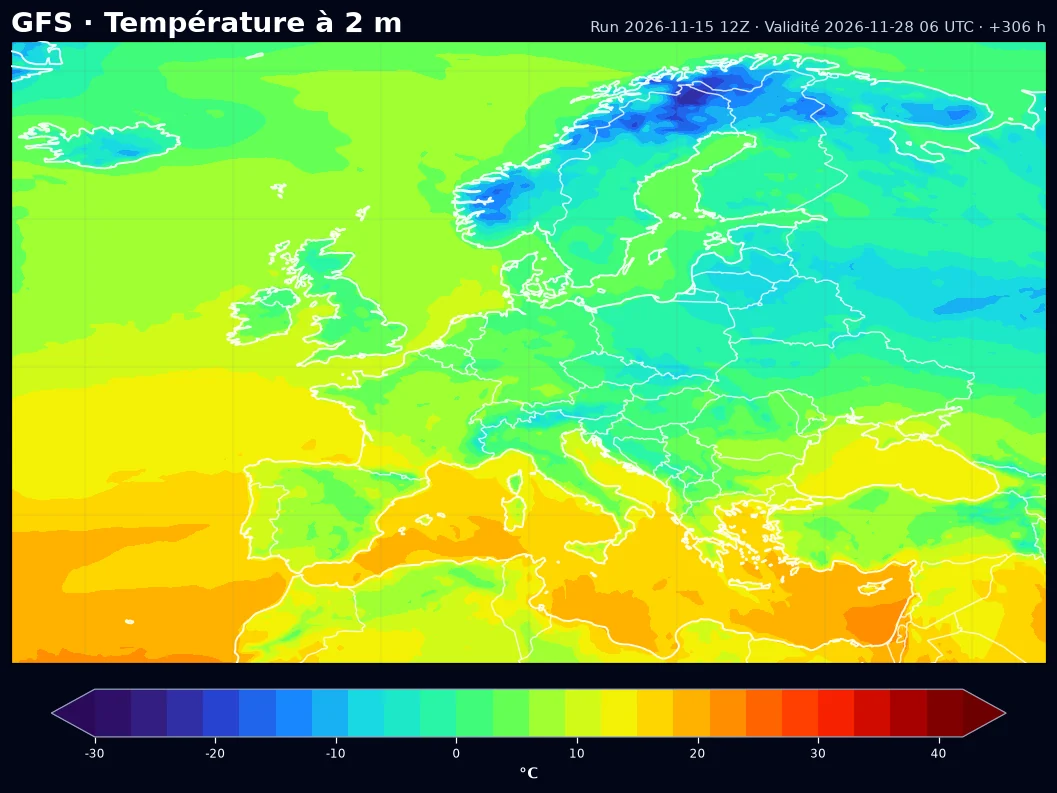 GFS · Température à 2 m
Run 2026-11-15 12Z · Validité 2026-11-28 06 UTC · +306 h
-30 -20 -10 0 10 20 30 40
°C